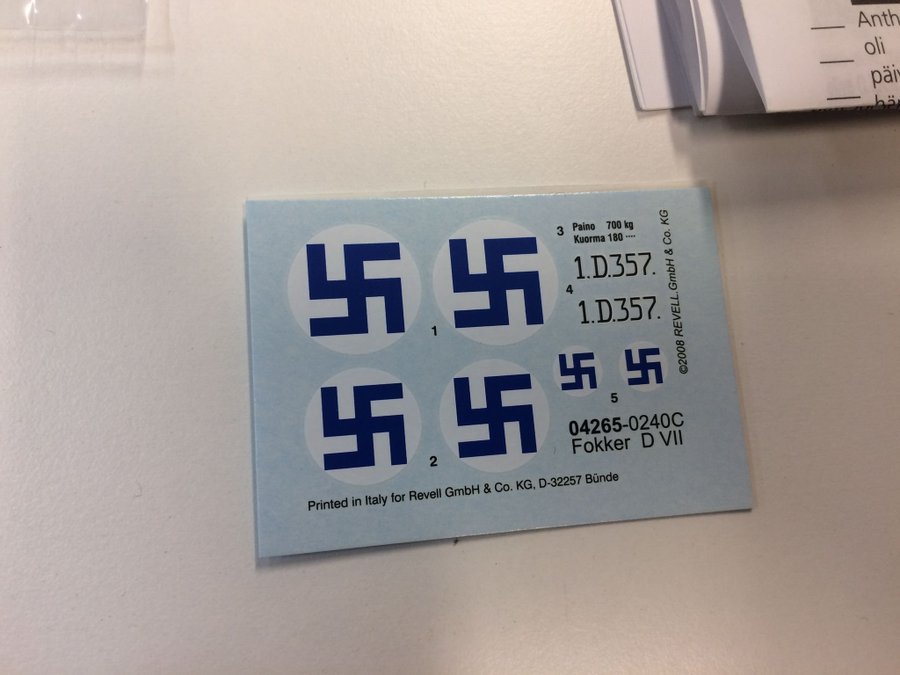 Anth
oli
päiv
3
Paino 700 kg
Kuorma 180 ····
1.D.357.
4
1.D.357.
©2008 REVELL GmbH & Co. KG
1
2
5
04265-0240C
Fokker D VII
Printed in Italy for Revell GmbH & Co. KG, D-32257 Bünde